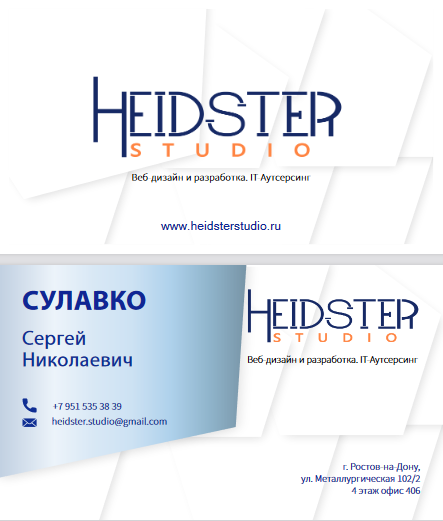 HEIDSTER
STUDIO
Веб-дизайн и разработка. IT-Аутсерсинг
www.heidsterstudio.ru
СУЛАВКО
Сергей
Николаевич
+7 951 535 38 39
heidster.studio@gmail.com
HEIDSTER
STUDIO
Веб-дизайн и разработка. IT-Аутсерсинг
г. Ростов-на-Дону,
ул. Металлургическая 102/2
4 этаж офис 406